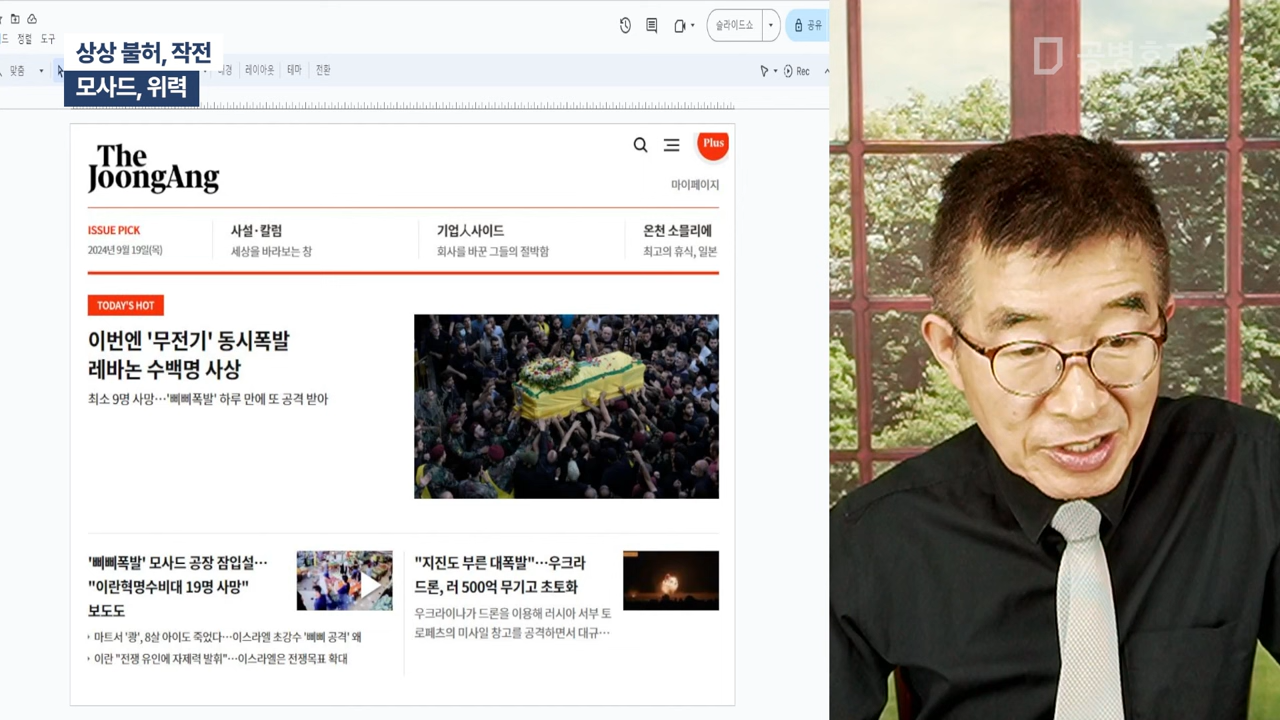 정렬 도구
슬라이드쇼
공유
맞춤
레이아웃
테마
전환
Rec
상상 불허, 작전
모사드, 위력
공병호
The
JoongAng
Plus
마이페이지
ISSUE PICK
2024년 9월 19일(목)
사설·칼럼
세상을 바라보는 창
기업人사이드
회사를 바꾼 그들의 절박함
온천 소믈리에
최고의 휴식, 일본
TODAY'S HOT
이번엔 '무전기' 동시폭발
레바논 수백명 사상
최소 9명 사망…'삐삐폭발' 하루 만에 또 공격 받아
'삐삐폭발' 모사드 공장 잠입설…
"이란혁명수비대 19명 사망"
보도도
마트서 '쾅', 8살 아이도 죽었다…이스라엘 초강수 '삐삐 공격' 왜
이란 "전쟁 유인에 자제력 발휘"…이스라엘은 전쟁목표 확대
"지진도 부른 대폭발"…우크라
드론, 러 500억 무기고 초토화
우크라이나가 드론을 이용해 러시아 서부 토
로페츠의 미사일 창고를 공격하면서 대규…